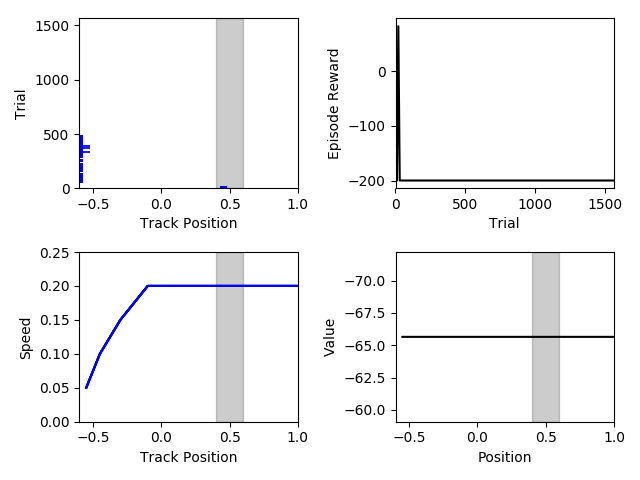 1500
1000
500
0
Trial
−0.5 0.0 0.5 1.0
Track Position
0
−100
−200
Episode Reward
0 500 1000 1500
Trial
0.25
0.20
0.15
0.10
0.05
0.00
Speed
−0.5 0.0 0.5 1.0
Track Position
−70.0
−67.5
−65.0
−62.5
−60.0
Value
−0.5 0.0 0.5 1.0
Position